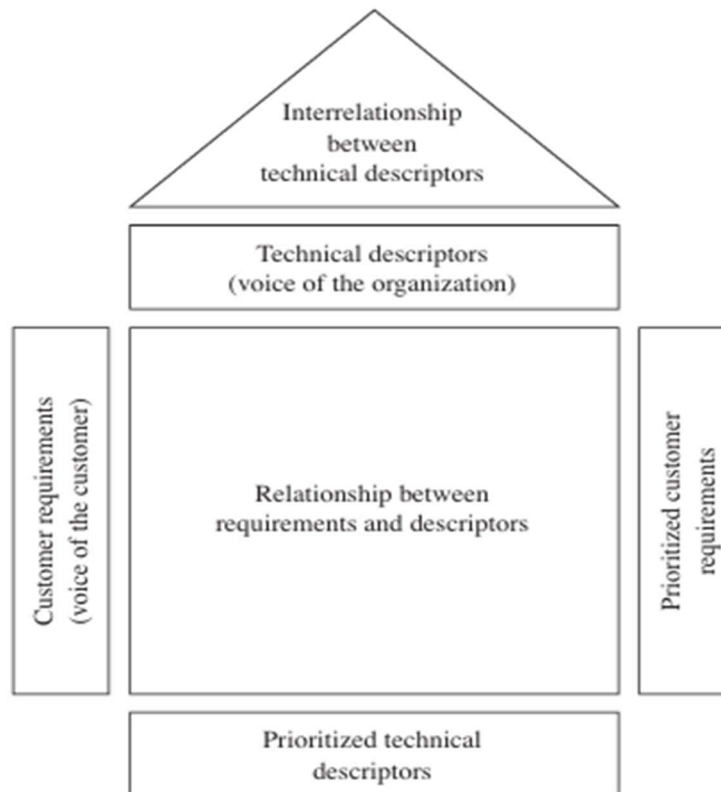 Interrelationship
between
technical descriptors
Technical descriptors
(voice of the organization)
Customer requirements
(voice of the customer)
Relationship between
requirements and descriptors
Prioritized customer
requirements
Prioritized technical
descriptors